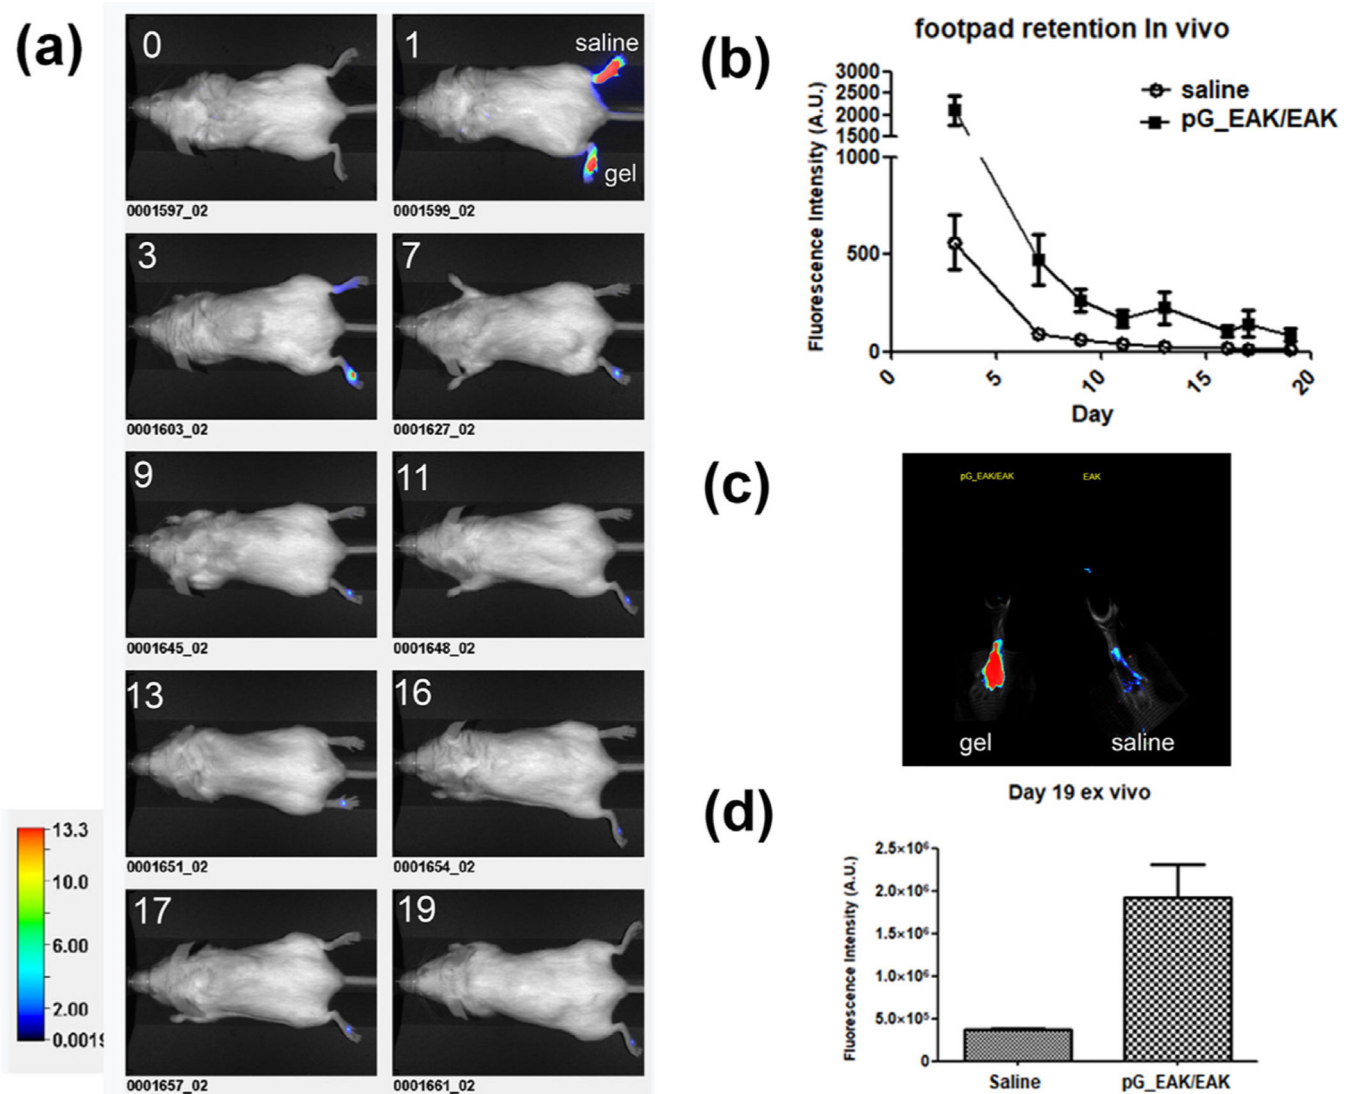 (a)
0
1
saline
gel
0001597_02
0001599_02
3
7
0001603_02
0001627_02
9
11
0001645_02
0001648_02
13
16
0001651_02
0001654_02
17
19
0001657_02
0001661_02
13.3
10.0
6.00
2.00
0.0019
(b)
footpad retention In vivo
Fluorescence Intensity (A.U.)
3000
2500
2000
1500
1000
500
0
saline
pG_EAK/EAK
0
5
10
15
20
Day
(c)
pG_EAK/EAK
EAK
gel
saline
(d)
Day 19 ex vivo
Fluorescence Intensity (A.U.)
2.5×10⁶
2.0×10⁶
1.5×10⁶
1.0×10⁶
5.0×10⁵
0
Saline
pG_EAK/EAK